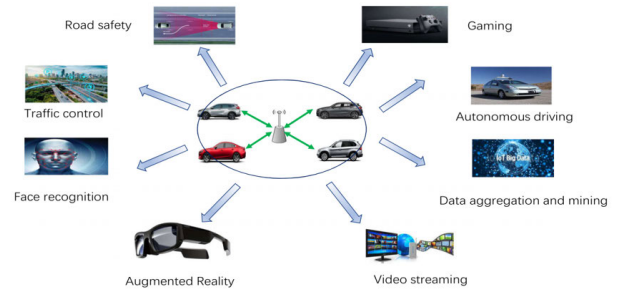 Road safety
Gaming
Traffic control
Autonomous driving
IoT Big Data
Face recognition
Data aggregation and mining
Augmented Reality
Video streaming